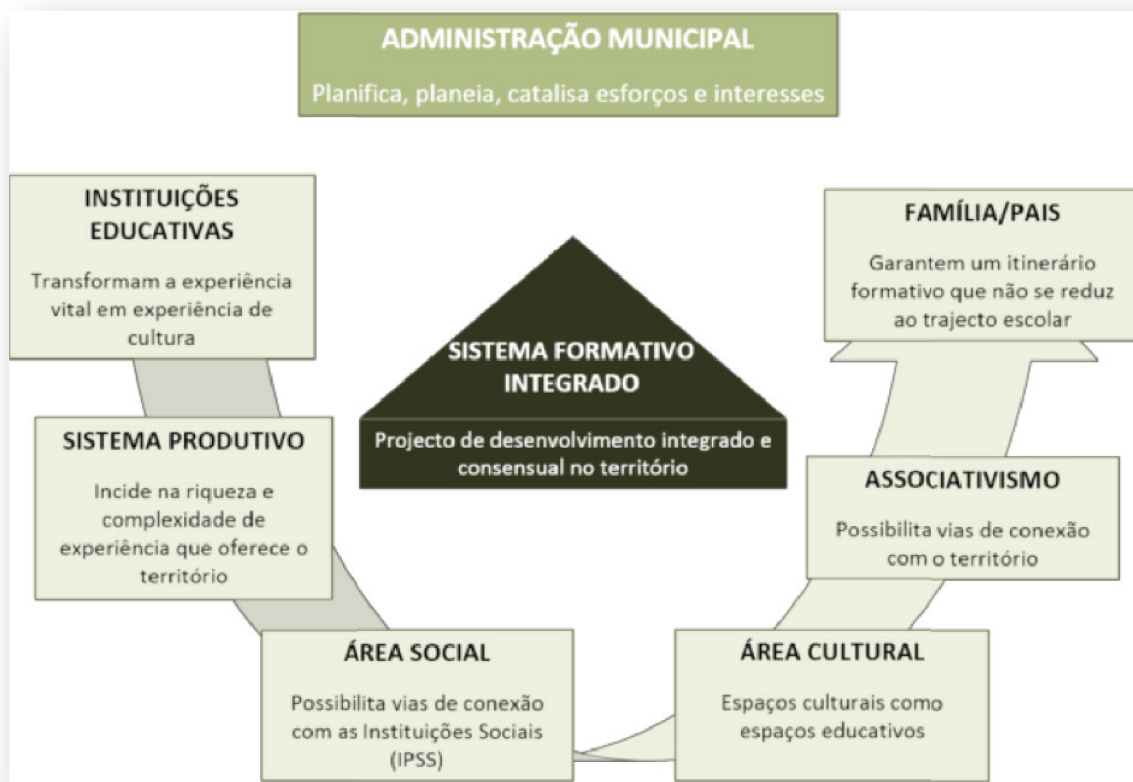 ADMINISTRAÇÃO MUNICIPAL
Planifica, planeia, catalisa esforços e interesses
INSTITUIÇÕES
EDUCATIVAS
Transformam a experiência
vital em experiência de
cultura
FAMÍLIA/PAIS
Garantem um itinerário
formativo que não se reduz
ao trajecto escolar
SISTEMA FORMATIVO
INTEGRADO
Projecto de desenvolvimento integrado e
consensual no território
SISTEMA PRODUTIVO
Incide na riqueza e
complexidade de
experiência que oferece o
território
ASSOCIATIVISMO
Possibilita vias de conexão
com o território
ÁREA SOCIAL
Possibilita vias de conexão
com as Instituições Sociais
(IPSS)
ÁREA CULTURAL
Espaços culturais como
espaços educativos